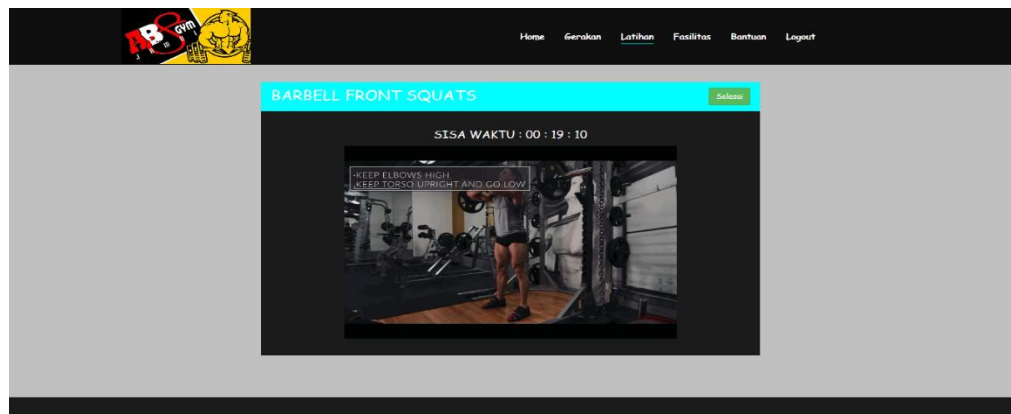 ABS GYM
JAMBI
Home Gerakan Latihan Fasilitas Bantuan Logout
BARBELL FRONT SQUATS
Selesai
SISA WAKTU : 00 : 19 : 10
-KEEP ELBOWS HIGH
-KEEP TORSO UPRIGHT AND GO LOW